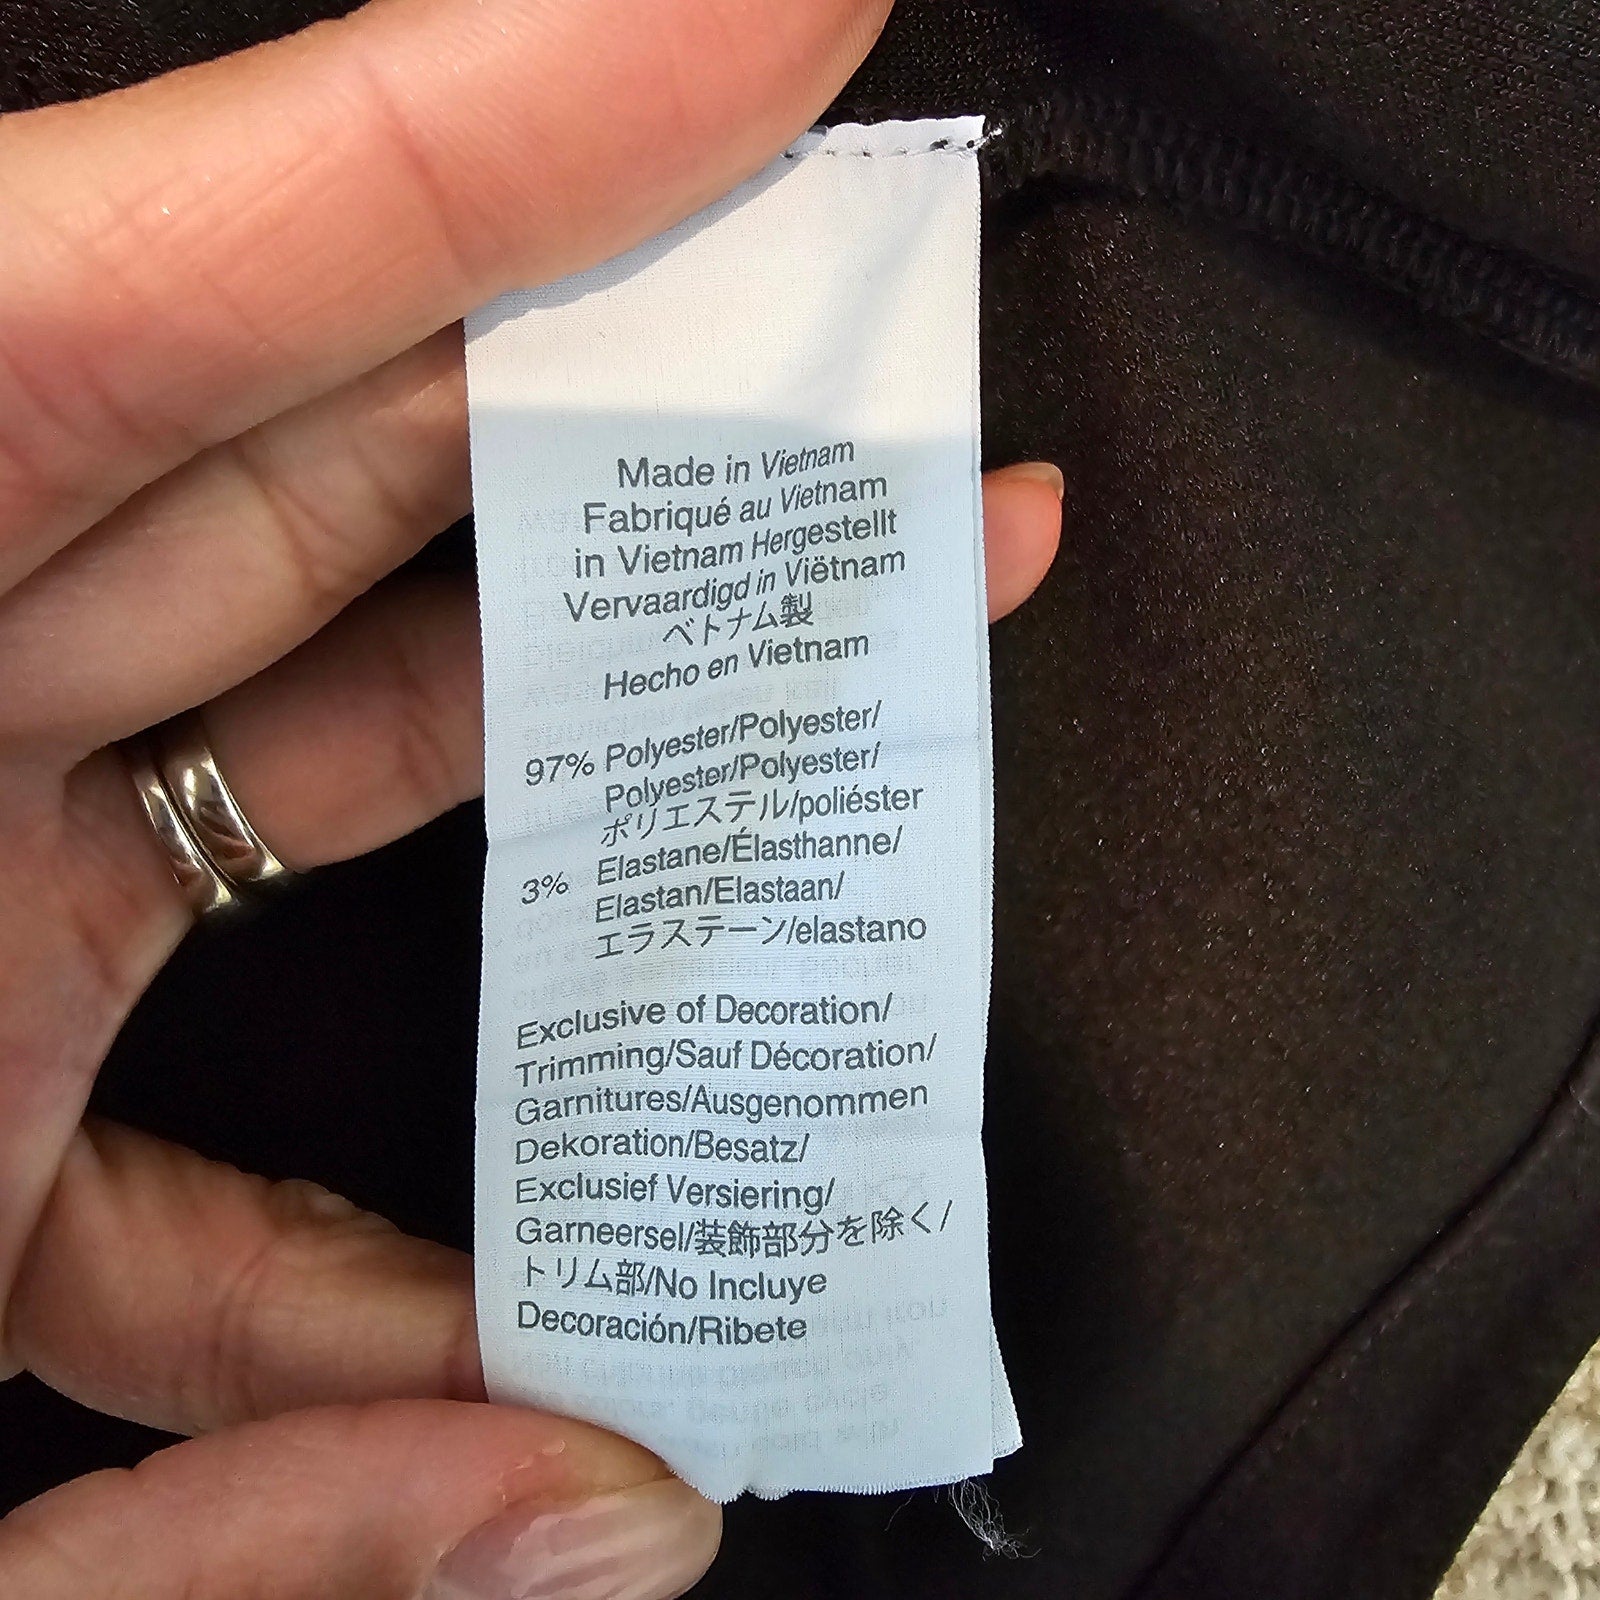 Made in Vietnam
Fabriqué au Vietnam
in Vietnam Hergestellt
Vervaardigd in Viëtnam
ベトナム製
Hecho en Vietnam
97% Polyester/Polyester/
Polyester/Polyester/
ポリエステル/poliéster
3% Elastane/Élasthanne/
Elastan/Elastaan/
エラステーン/elastano
Exclusive of Decoration/
Trimming/Sauf Décoration/
Garnitures/Ausgenommen
Dekoration/Besatz/
Exclusief Versiering/
Garneersel/装飾部分を除く/
トリム部/No Incluye
Decoración/Ribete